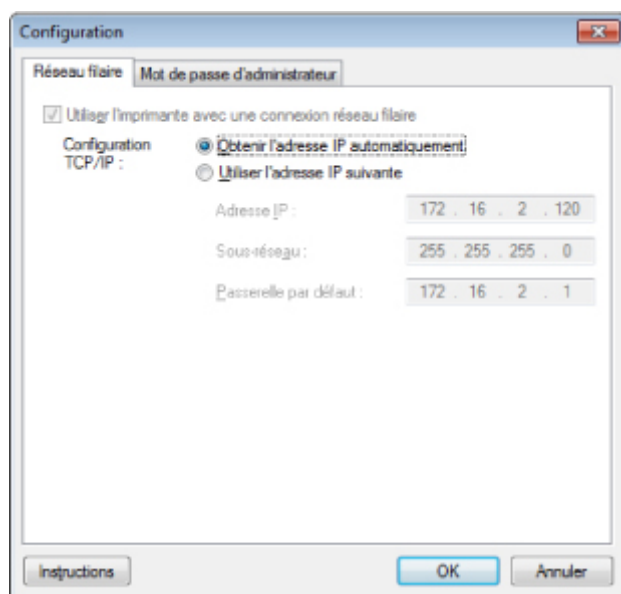 Configuration
Réseau filaire Mot de passe d'administrateur
Utiliser l'imprimante avec une connexion réseau filaire
Configuration TCP/IP :
Obtenir l'adresse IP automatiquement
Utiliser l'adresse IP suivante
Adresse IP : 172 . 16 . 2 . 120
Sous-réseau : 255 . 255 . 255 . 0
Passerelle par défaut : 172 . 16 . 2 . 1
Instructions OK Annuler